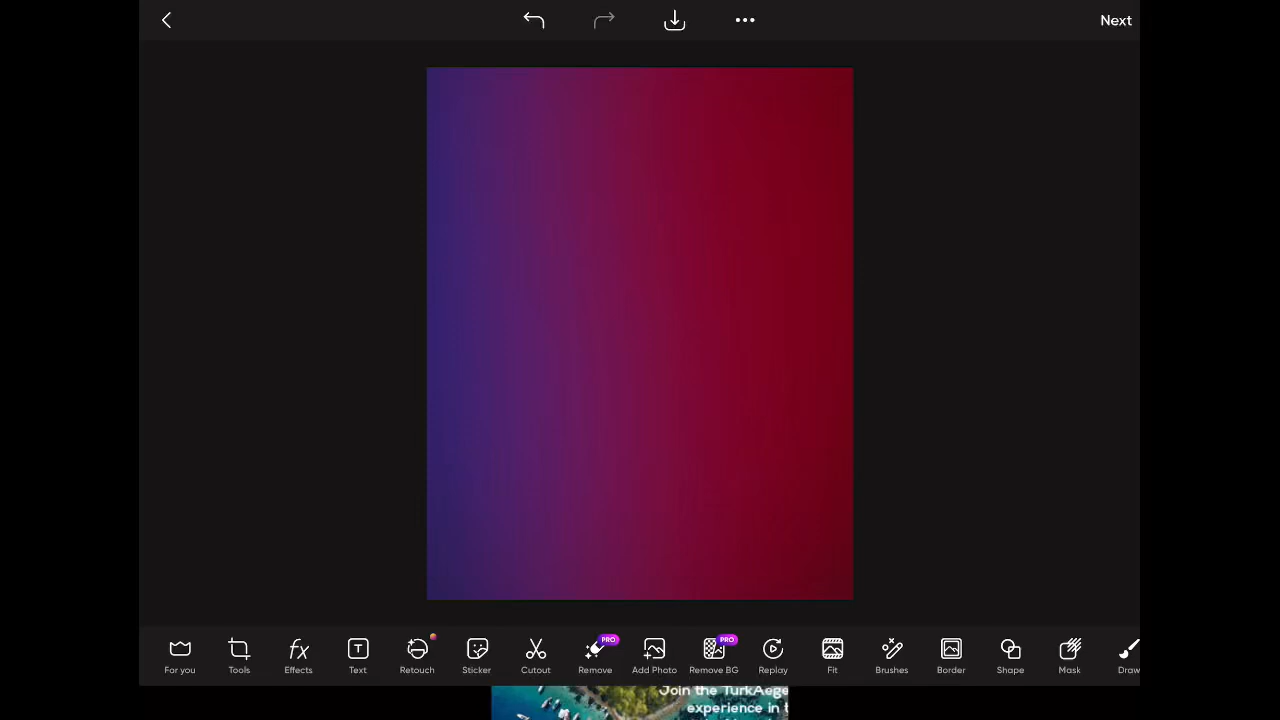 Next
PRO PRO
For you Tools Effects Text Retouch Sticker Cutout Remove Add Photo Remove BG Replay Fit Brushes Border Shape Mask Draw
Join the TurkAege
experience in t